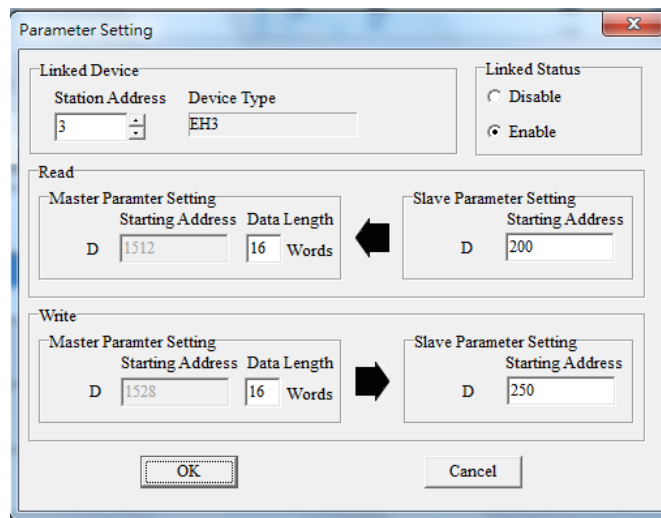 Parameter Setting
Linked Device
Station Address Device Type
3 EH3
Linked Status
Disable
Enable
Read
Master Paramter Setting
Starting Address Data Length
D 1512 16 Words
Slave Parameter Setting
Starting Address
D 200
Write
Master Paramter Setting
Starting Address Data Length
D 1528 16 Words
Slave Parameter Setting
Starting Address
D 250
OK Cancel